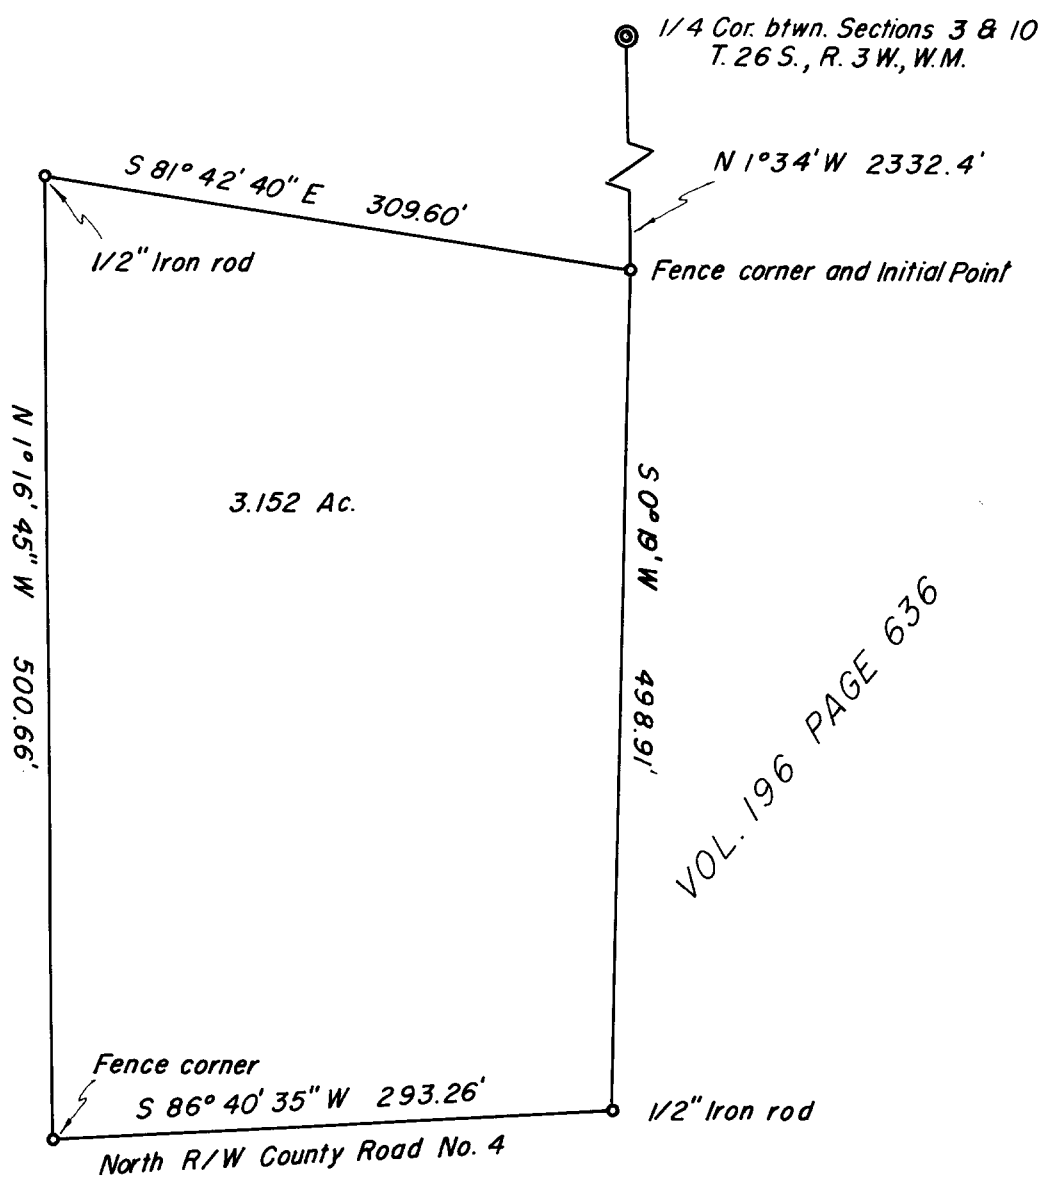 1/4 Cor. btwn. Sections 3 & 10
T. 26 S., R. 3 W., W.M.
N 1°34' W 2332.4'
S 81° 42' 40" E 309.60'
1/2" Iron rod
Fence corner and Initial Point
N 1° 16' 45" W 500.66'
3.152 Ac.
S 0° 19' W 498.91'
VOL. 196 PAGE 636
Fence corner
S 86° 40' 35" W 293.26'
1/2" Iron rod
North R/W County Road No. 4